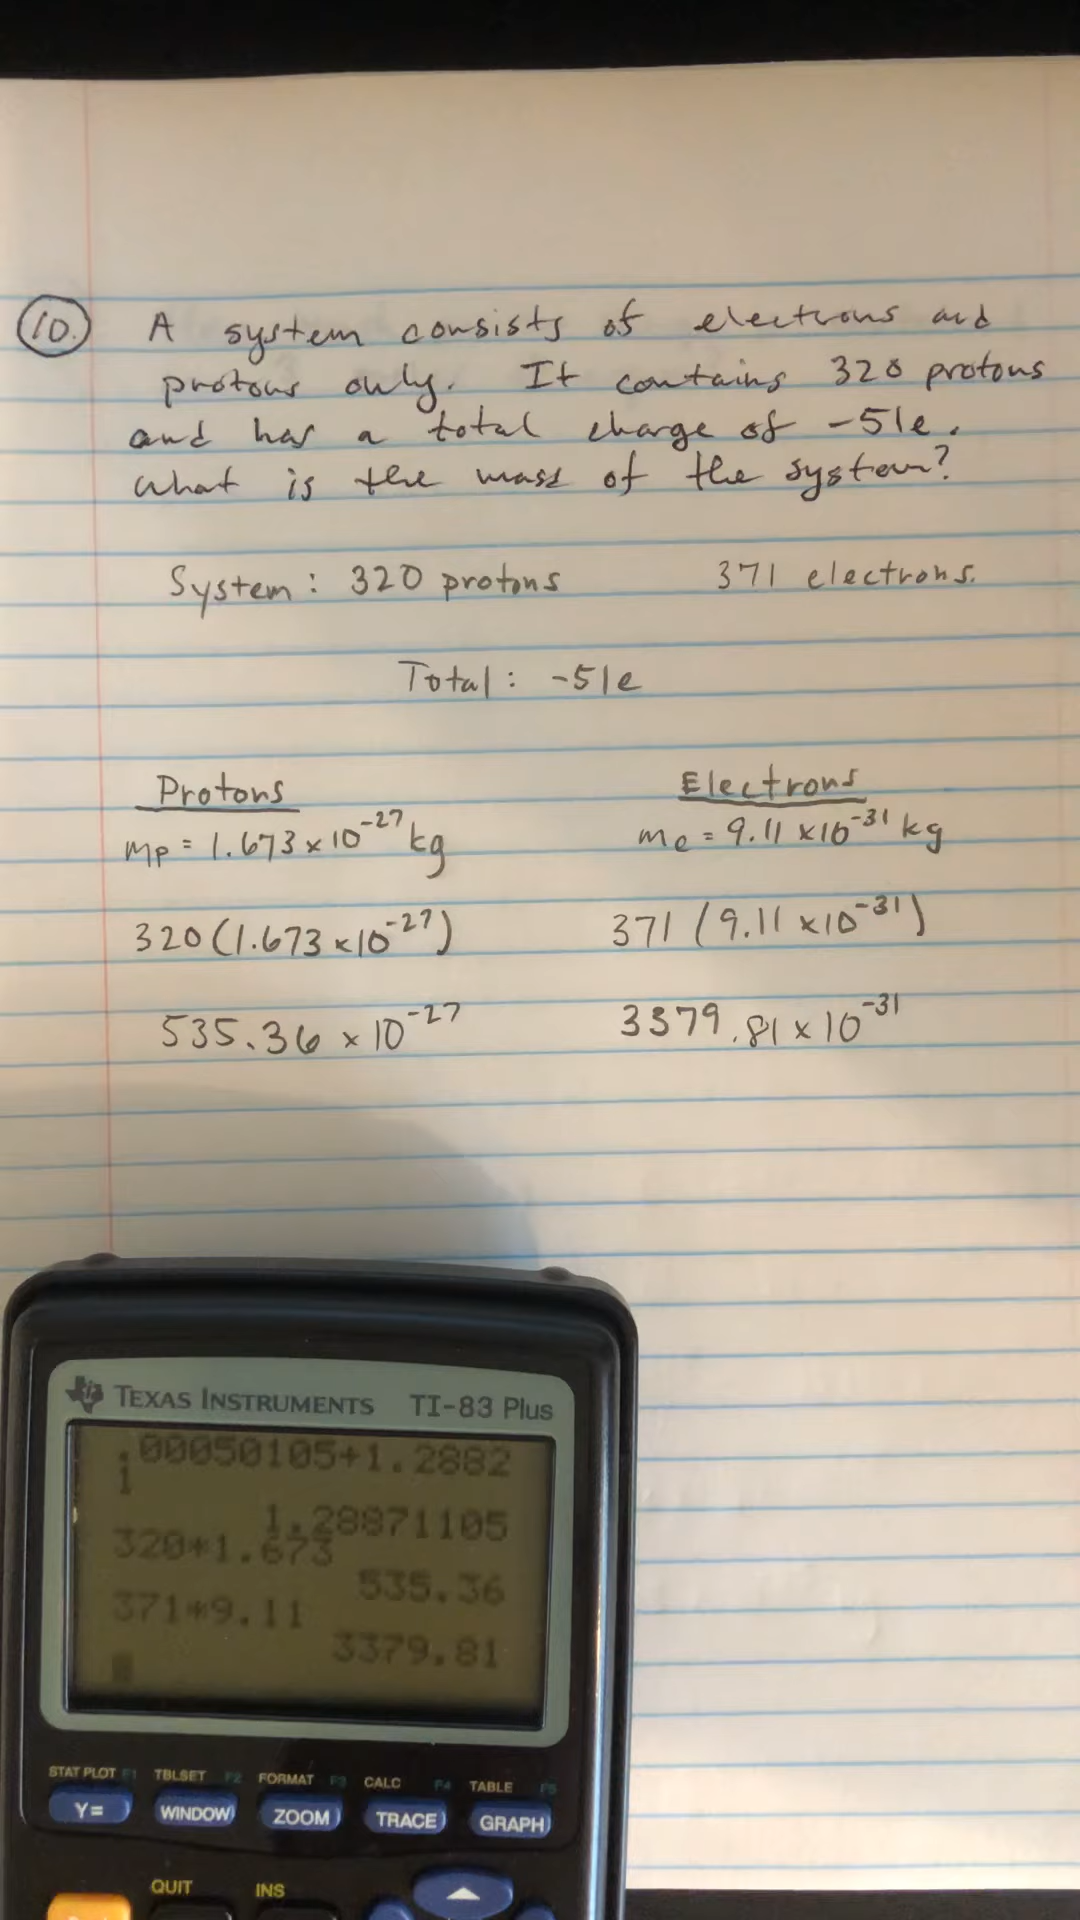 10. A system consists of electrons and
protons only. It contains 320 protons
and has a total charge of -51e.
What is the mass of the system?
System: 320 protons 371 electrons.
Total: -51e
Protons Electrons
mp = 1.673 x 10^-27 kg me = 9.11 x 10^-31 kg
320 (1.673 x 10^-27) 371 (9.11 x 10^-31)
535.36 x 10^-27 3379.81 x 10^-31
TEXAS INSTRUMENTS TI-83 Plus
.00050105+1.2882
1
1.28871105
320*1.673
535.36
371*9.11
3379.81
STAT PLOT F1 TBLSET F2 FORMAT F3 CALC F4 TABLE F5
Y= WINDOW ZOOM TRACE GRAPH
QUIT INS